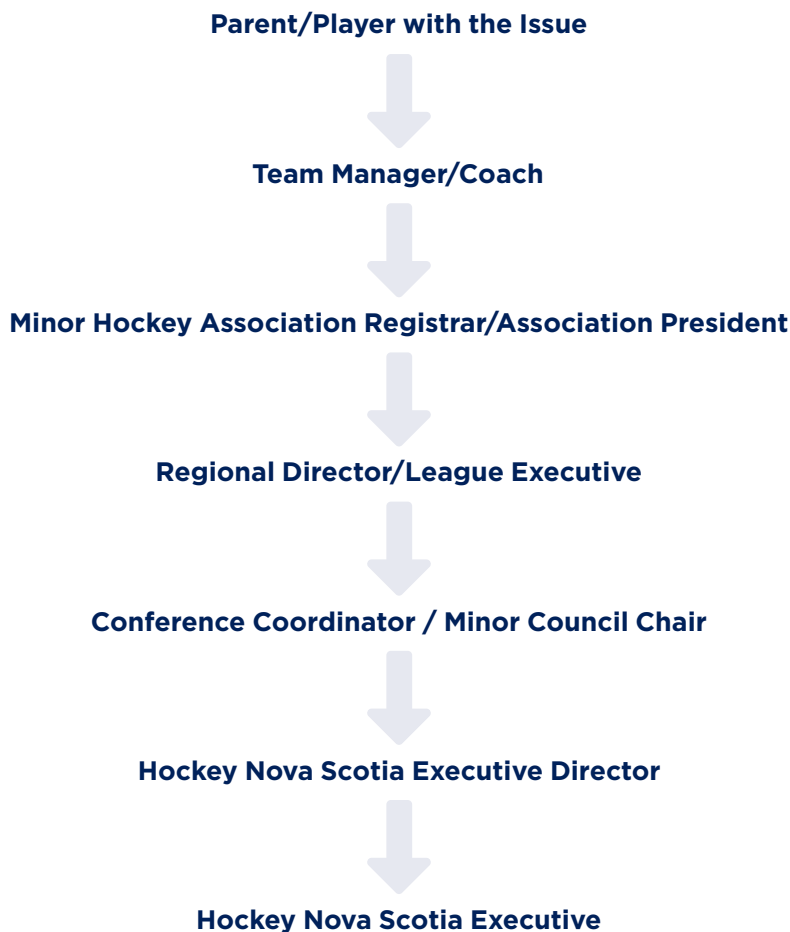 Parent/Player with the Issue
Team Manager/Coach
Minor Hockey Association Registrar/Association President
Regional Director/League Executive
Conference Coordinator / Minor Council Chair
Hockey Nova Scotia Executive Director
Hockey Nova Scotia Executive